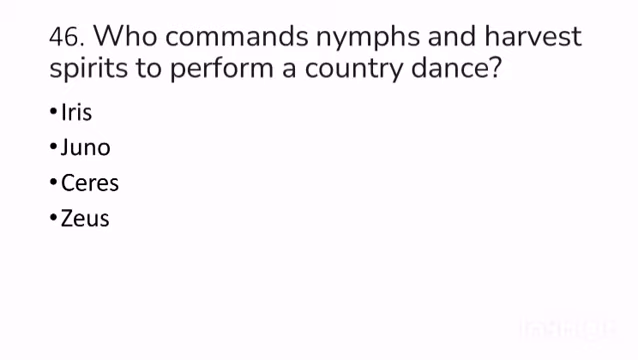 46. Who commands nymphs and harvest
spirits to perform a country dance?
•Iris
•Juno
•Ceres
•Zeus